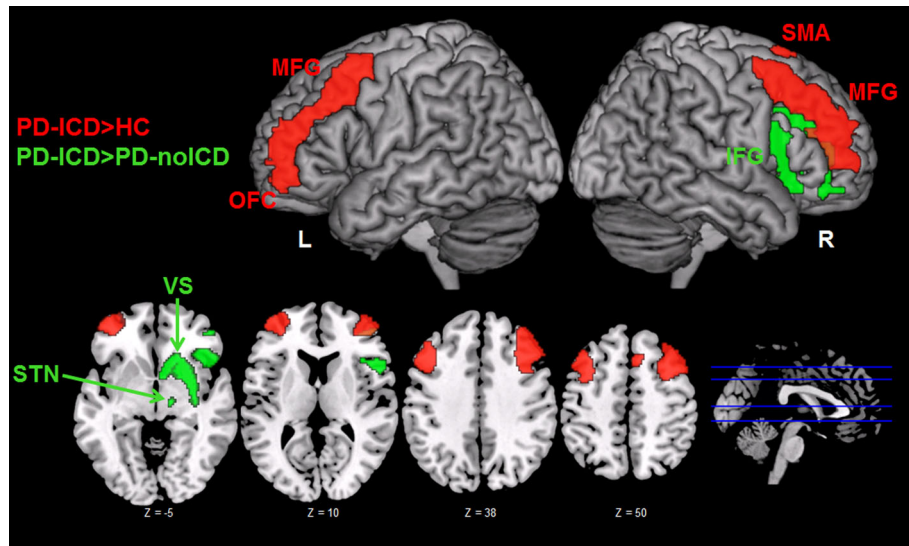 SMA
MFG
MFG
PD-ICD>HC
PD-ICD>PD-noICD
IFG
OFC
L
R
VS
STN
Z = -5
Z = 10
Z = 38
Z = 50